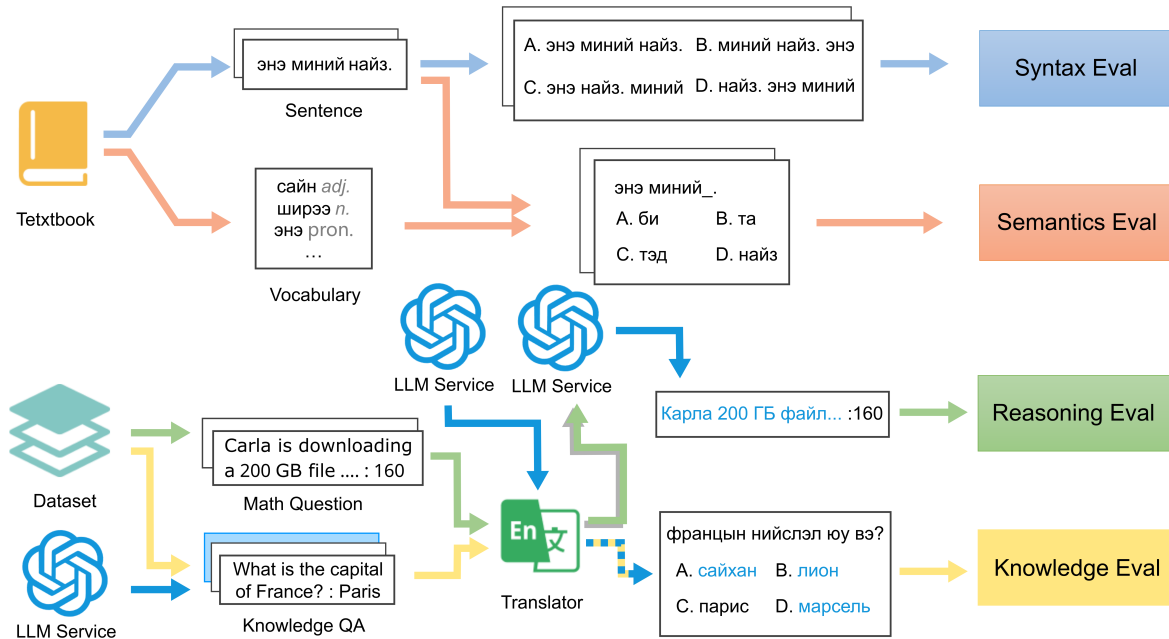 энэ миний найз.
Sentence
A. энэ миний найз. B. миний найз. энэ
C. энэ найз. миний D. найз. энэ миний
Syntax Eval
Tetxtbook
сайн adj.
ширээ n.
энэ pron.
...
Vocabulary
энэ миний_.
A. би B. та
C. тэд D. найз
Semantics Eval
LLM Service
LLM Service
Карла 200 ГБ файл... :160
Reasoning Eval
Dataset
Carla is downloading
a 200 GB file .... : 160
Math Question
LLM Service
What is the capital
of France? : Paris
Knowledge QA
En 文
Translator
францын нийслэл юу вэ?
A. сайхан B. лион
C. парис D. марсель
Knowledge Eval